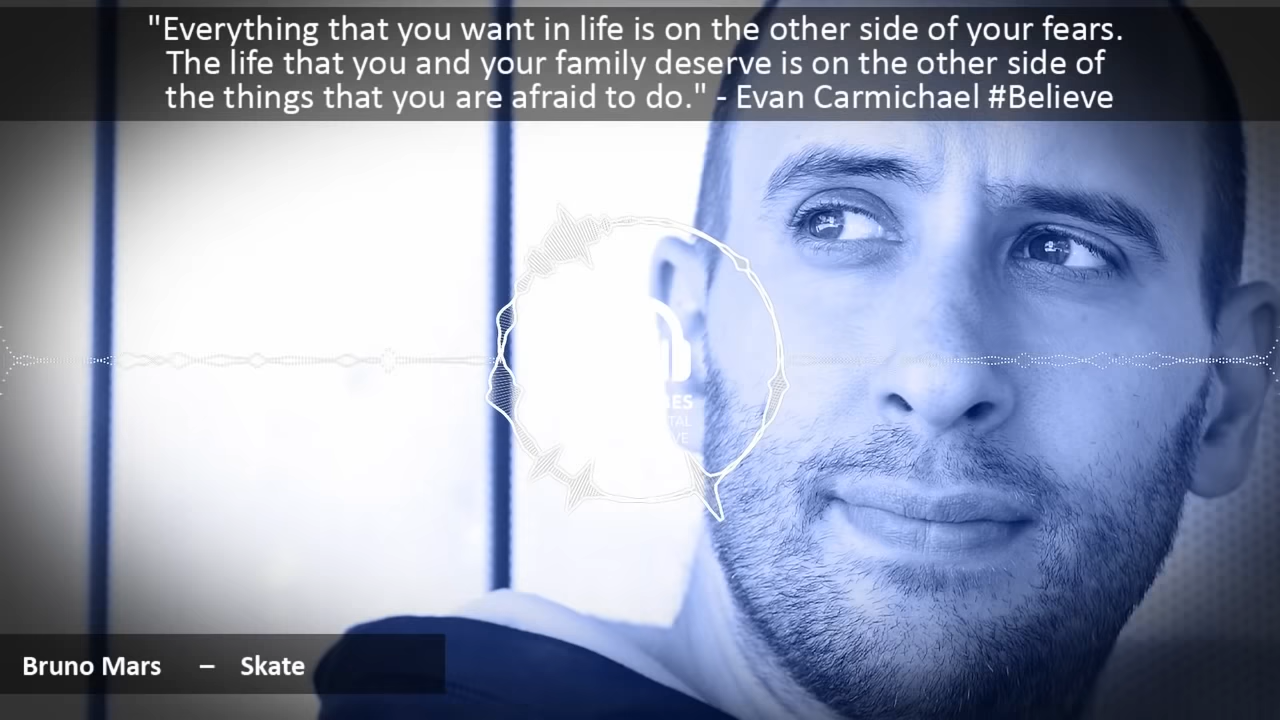 "Everything that you want in life is on the other side of your fears.
The life that you and your family deserve is on the other side of
the things that you are afraid to do." - Evan Carmichael #Believe
Bruno Mars – Skate